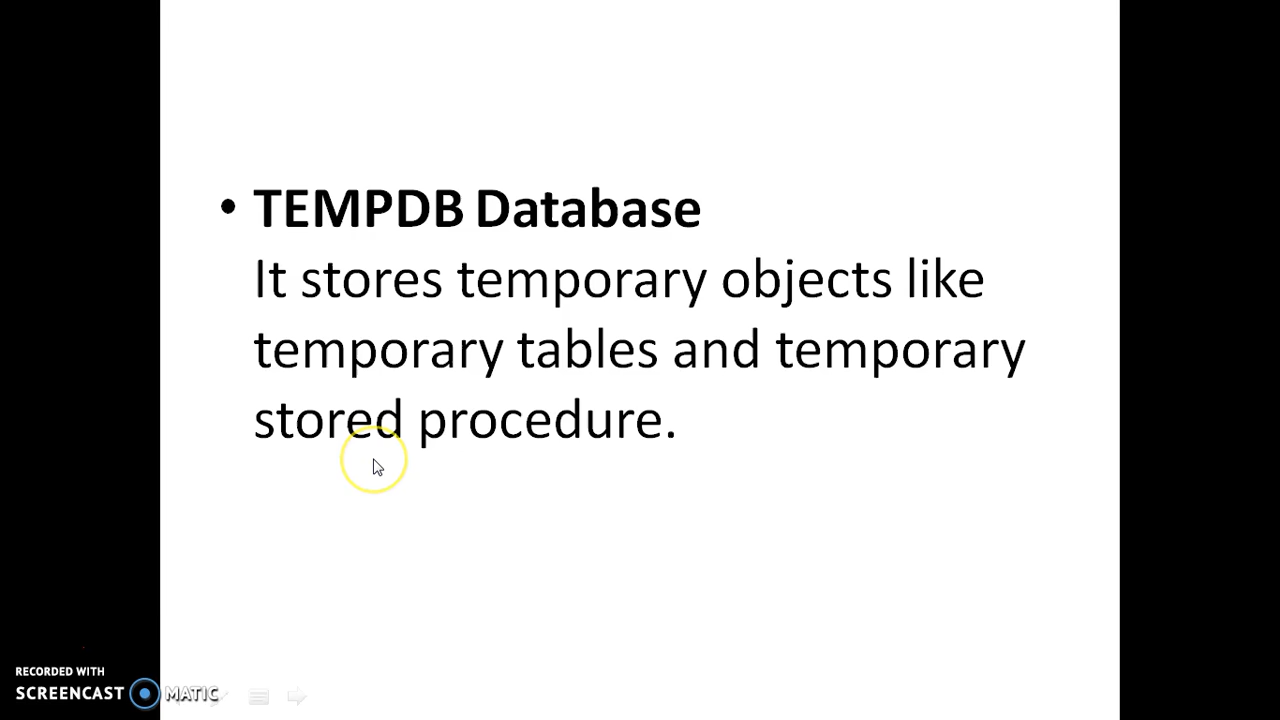 • TEMPDB Database
It stores temporary objects like
temporary tables and temporary
stored procedure.
RECORDED WITH
SCREENCAST MATIC